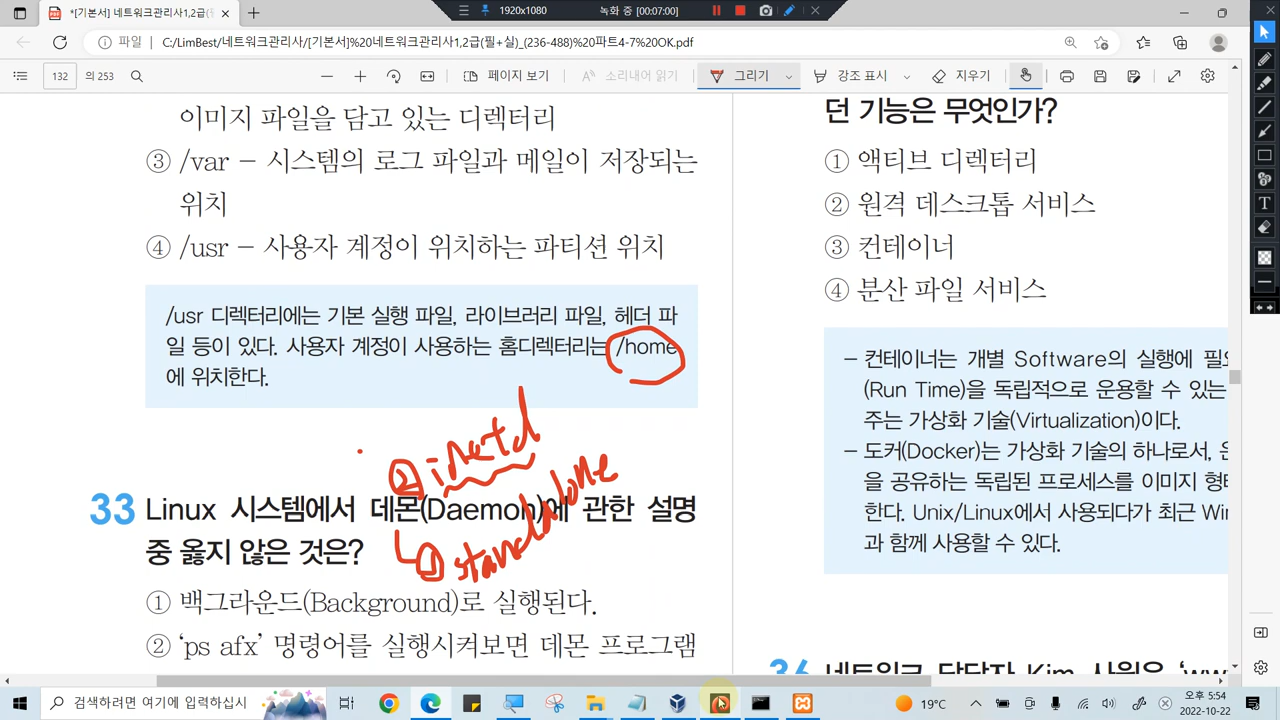 *[기본서] 네트워크관리사1,2급(
1920x1080
녹화 중 [00:07:00]
파일
C:/LimBest/네트워크관리사/[기본서]%20네트워크관리사1,2급(필+실)_(236-488)%20파트4-7%20OK.pdf
132 의 253
페이지 보기
소리내어 읽기
그리기
강조 표시
지우기
이미지 파일을 담고 있는 디렉터리
③ /var – 시스템의 로그 파일과 메일이 저장되는
위치
④ /usr – 사용자 계정이 위치하는 파티션 위치
/usr 디렉터리에는 기본 실행 파일, 라이브러리 파일, 헤더 파
일 등이 있다. 사용자 계정이 사용하는 홈디렉터리는 /home
에 위치한다.
② inetd
33 Linux 시스템에서 데몬(Daemon)에 관한 설명
중 옳지 않은 것은?
① standalone
① 백그라운드(Background)로 실행된다.
② ‘ps afx’ 명령어를 실행시켜보면 데몬 프로그램
던 기능은 무엇인가?
① 액티브 디렉터리
② 원격 데스크톱 서비스
③ 컨테이너
④ 분산 파일 서비스
– 컨테이너는 개별 Software의 실행에 필요
(Run Time)을 독립적으로 운용할 수 있는
주는 가상화 기술(Virtualization)이다.
– 도커(Docker)는 가상화 기술의 하나로서, 운
을 공유하는 독립된 프로세스를 이미지 형태
한다. Unix/Linux에서 사용되다가 최근 Win
과 함께 사용할 수 있다.
36 네트워크 담당자 Kim 사원은 ‘www
검색하려면 여기에 입력하십시
19℃
오후 5:54
2022-10-22